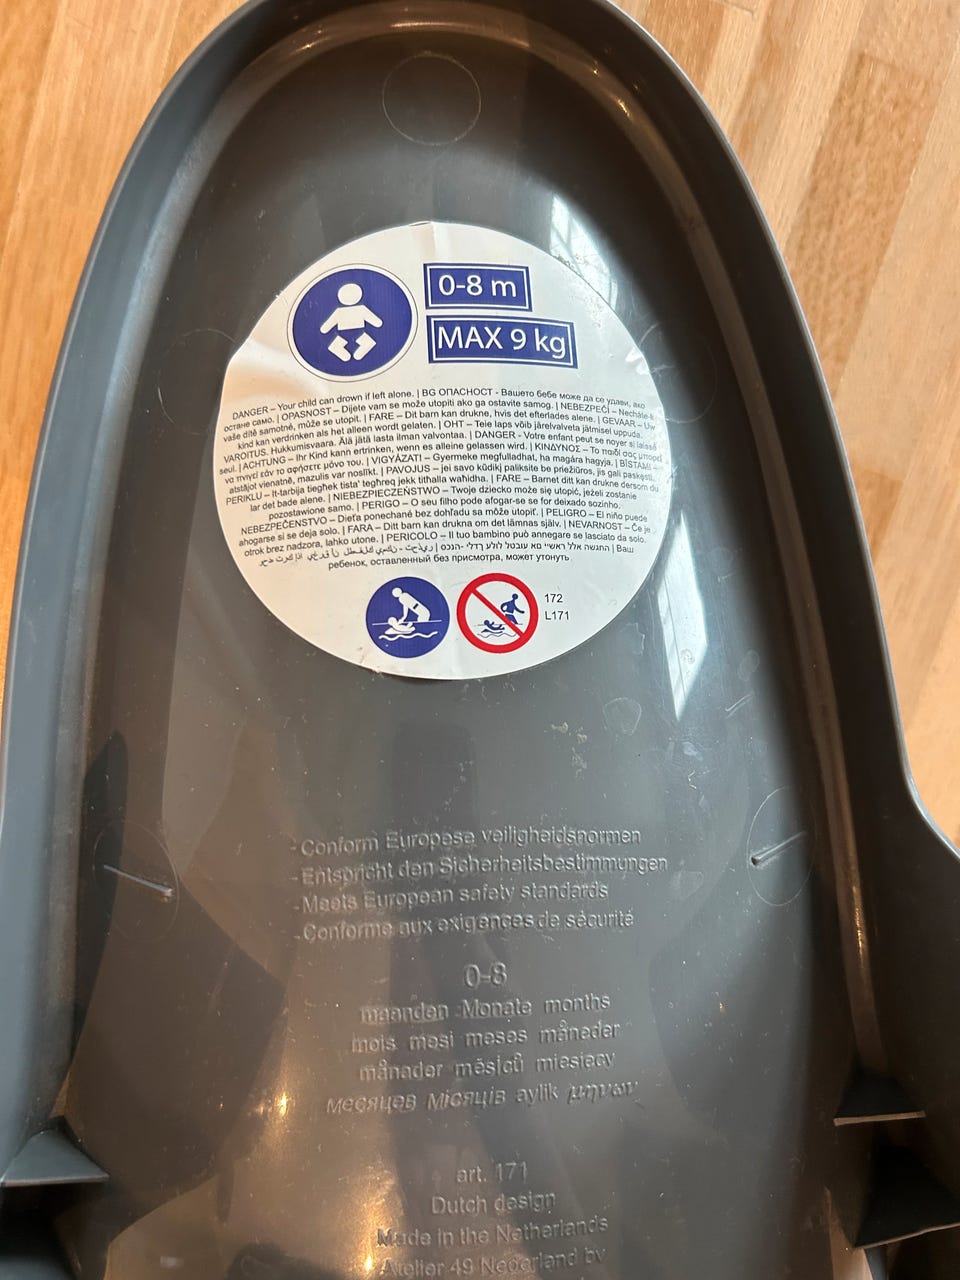 0-8 m
MAX 9 kg
DANGER – Your child can drown if left alone. | BG ОПАСНОСТ - Вашето бебе може да се удави, ако
остане само. | OPASNOST – Dijete vam se može utopiti ako ga ostavite samog. | NEBEZPEČÍ – Necháte-li
vaše dítě samotné, může se utopit. | FARE – Dit barn kan drukne, hvis det efterlades alene. | GEVAAR – Uw
kind kan verdrinken als het alleen wordt gelaten. | OHT – Teie laps võib järelvalveta jätmisel uppuda.
VAROITUS. Hukkumisvaara. Älä jätä lasta ilman valvontaa. | DANGER - Votre enfant peut se noyer si laissé
seul. | ACHTUNG – Ihr Kind kann ertrinken, wenn es alleine gelassen wird. | ΚΙΝΔΥΝΟΣ – Το παιδί σας μπορεί
να πνιγεί εάν το αφήσετε μόνο του. | VIGYÁZAT! – Gyermeke megfulladhat, ha magára hagyja. | BĪSTAMI –
atstājot vienatnē, mazulis var noslīkt. | PAVOJUS – jei savo kūdikį paliksite be priežiūros, jis gali paskęsti.
PERIKLU – It-tarbija tiegħek tista' tegħreq jekk titħalla waħidha. | FARE – Barnet ditt kan drukne dersom du
lar det bade alene. | NIEBEZPIECZEŃSTWO – Twoje dziecko może się utopić, jeżeli zostanie
pozostawione samo. | PERIGO – O seu filho pode afogar-se se for deixado sozinho.
NEBEZPEČENSTVO – Dieťa ponechané bez dohľadu sa môže utopiť. | PELIGRO – El niño puede
ahogarse si se deja solo. | FARA – Ditt barn kan drukna om det lämnas själv. | NEVARNOST – Če je
otrok brez nadzora, lahko utone. | PERICOLO – Il tuo bambino può annegare se lasciato da solo.
| Ваш
ребенок, оставленный без присмотра, может утонуть
172
L171
- Conform Europese veiligheidsnormen
- Entspricht den Sicherheitsbestimmungen
- Meets European safety standards
- Conforme aux exigences de sécurité
0-8
maanden Monate months
mois mesi meses måneder
månader měsíců miesięcy
месяцев місяців aylik μηνων
art. 171
Dutch design
Made in the Netherlands
Atelier 49 Nederland bv